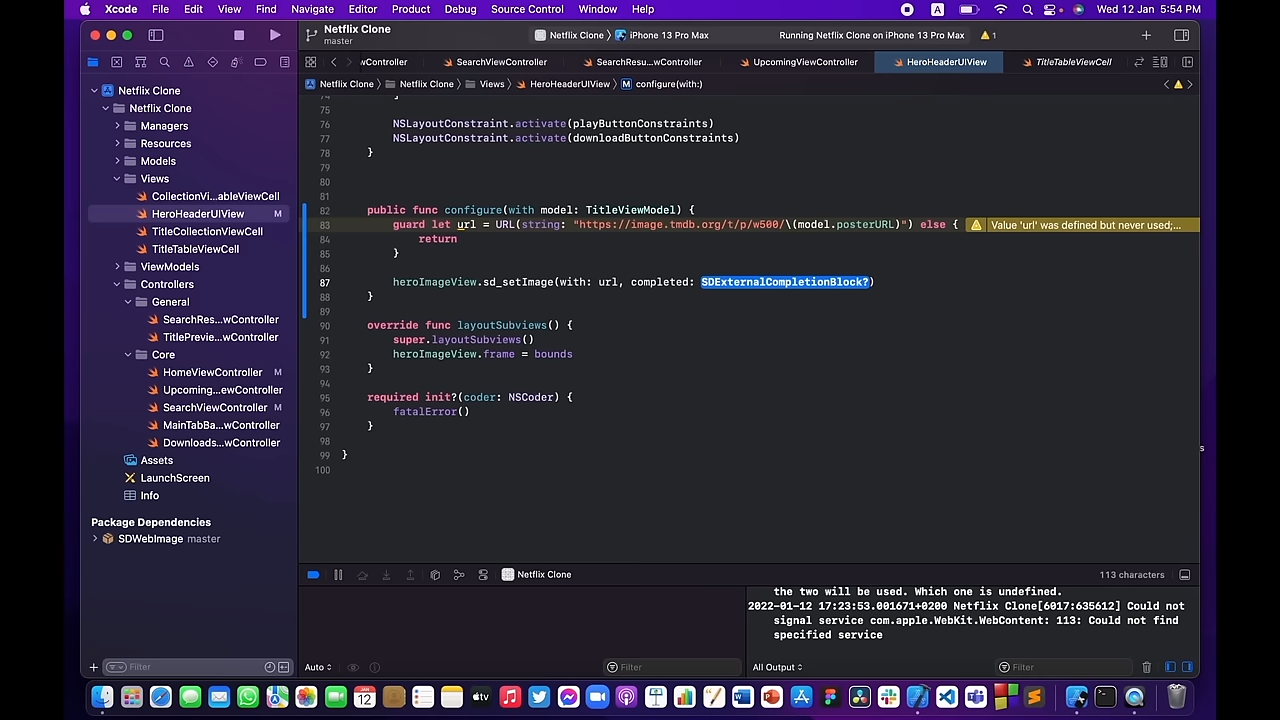 Xcode File Edit View Find Navigate Editor Product Debug Source Control Window Help
A
Wed 12 Jan 5:54 PM
Netflix Clone
master
Netflix Clone 〉 iPhone 13 Pro Max
Running Netflix Clone on iPhone 13 Pro Max
1
wController
SearchViewController
SearchResu...wController
UpcomingViewController
HeroHeaderUIView
TitleTableViewCell
Netflix Clone 〉 Netflix Clone 〉 Views 〉 HeroHeaderUIView 〉 M configure(with:)
Netflix Clone
Netflix Clone
Managers
Resources
Models
Views
CollectionVi...ableViewCell
HeroHeaderUIView M
TitleCollectionViewCell
TitleTableViewCell
ViewModels
Controllers
General
SearchRes...wController
TitlePrevie...wController
Core
HomeViewController M
Upcoming...ewController
SearchViewController M
MainTabBa...wController
Downloads...wController
Assets
LaunchScreen
Info
Package Dependencies
SDWebImage master
Filter
74 ]
75
76 NSLayoutConstraint.activate(playButtonConstraints)
77 NSLayoutConstraint.activate(downloadButtonConstraints)
78 }
79
80
81
82 public func configure(with model: TitleViewModel) {
83 guard let url = URL(string: "https://image.tmdb.org/t/p/w500/\(model.posterURL)") else { Value 'url' was defined but never used;...
84 return
85 }
86
87 heroImageView.sd_setImage(with: url, completed: SDExternalCompletionBlock?)
88 }
89
90 override func layoutSubviews() {
91 super.layoutSubviews()
92 heroImageView.frame = bounds
93 }
94
95 required init?(coder: NSCoder) {
96 fatalError()
97 }
98
99 }
100
Netflix Clone
113 characters
the two will be used. Which one is undefined.
2022-01-12 17:23:53.001671+0200 Netflix Clone[6017:635612] Could not
signal service com.apple.WebKit.WebContent: 113: Could not find
specified service
Auto
Filter
All Output
Filter
JAN
12
tv